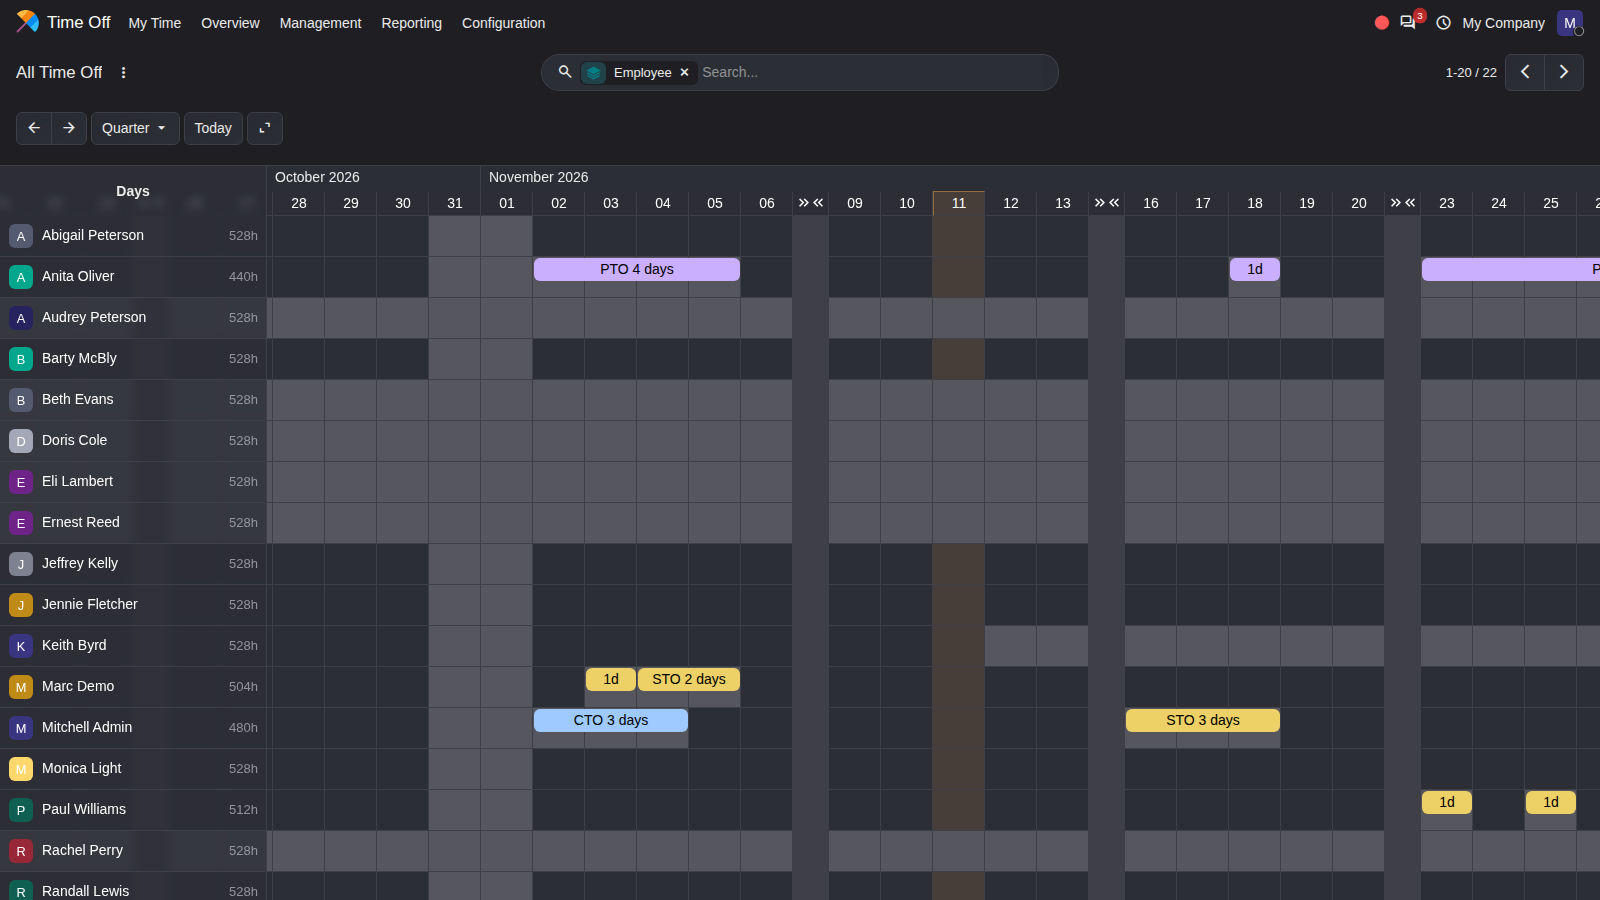 Time Off My Time Overview Management Reporting Configuration 3 My Company M
All Time Off Employee Search... 1-20 / 22
Quarter Today
Days October 2026 November 2026
28 29 30 31 01 02 03 04 05 06 09 10 11 12 13 16 17 18 19 20 23 24 25
A Abigail Peterson 528h
A Anita Oliver 440h PTO 4 days 1d P
A Audrey Peterson 528h
B Barty McBly 528h
B Beth Evans 528h
D Doris Cole 528h
E Eli Lambert 528h
E Ernest Reed 528h
J Jeffrey Kelly 528h
J Jennie Fletcher 528h
K Keith Byrd 528h
M Marc Demo 504h 1d STO 2 days
M Mitchell Admin 480h CTO 3 days STO 3 days
M Monica Light 528h
P Paul Williams 512h 1d 1d
R Rachel Perry 528h
R Randall Lewis 528h